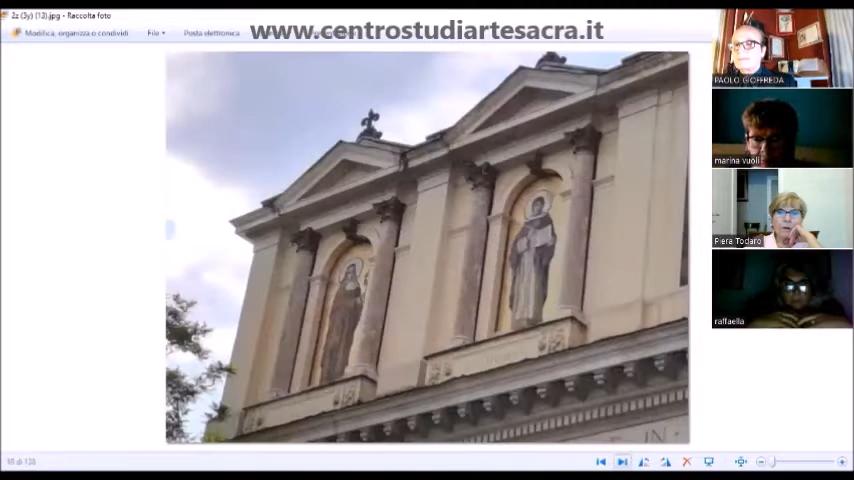 2z (3y) (13).jpg - Raccolta foto
www.centrostudiartesacra.it
Modifica, organizza o condividi
File
Posta elettronica
PAOLO GIOFFREDA
marina vuoli
Piera Todaro
raffaella
IN